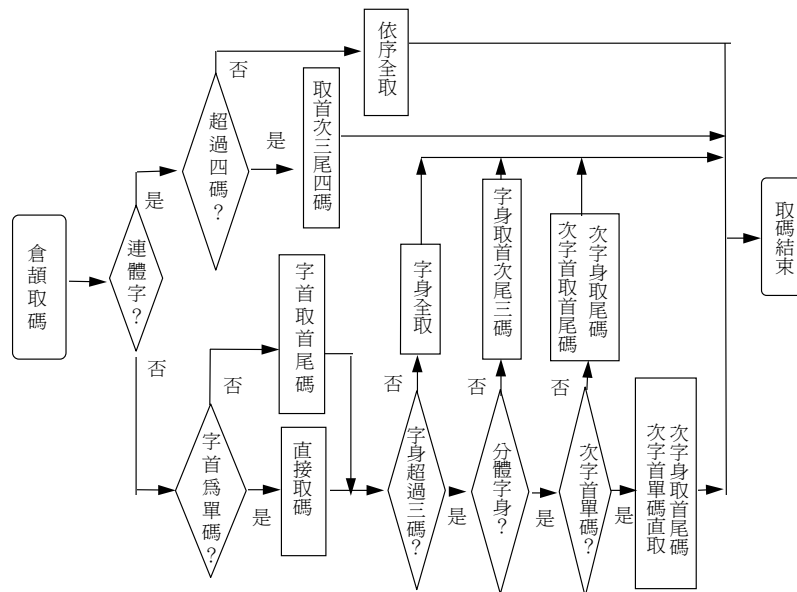 倉頡取碼
連體字？
是
否
超過四碼？
否
是
依序全取
取首次三尾四碼
字首為單碼？
否
是
字首取首尾碼
直接取碼
字身超過三碼？
否
是
字身全取
分體字身？
否
是
字身取首次尾三碼
次字首單碼？
否
是
次字身取尾碼
次字首取首尾碼
次字身取首尾碼
次字首單碼直取
取碼結束